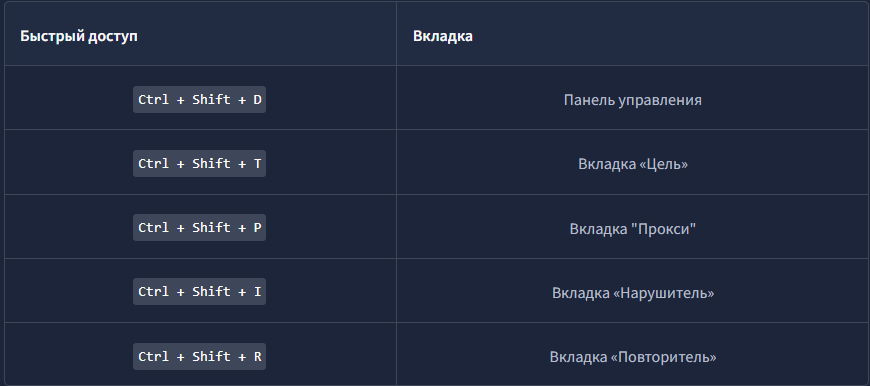 Быстрый доступ Вкладка
Ctrl + Shift + D Панель управления
Ctrl + Shift + T Вкладка «Цель»
Ctrl + Shift + P Вкладка "Прокси"
Ctrl + Shift + I Вкладка «Нарушитель»
Ctrl + Shift + R Вкладка «Повторитель»